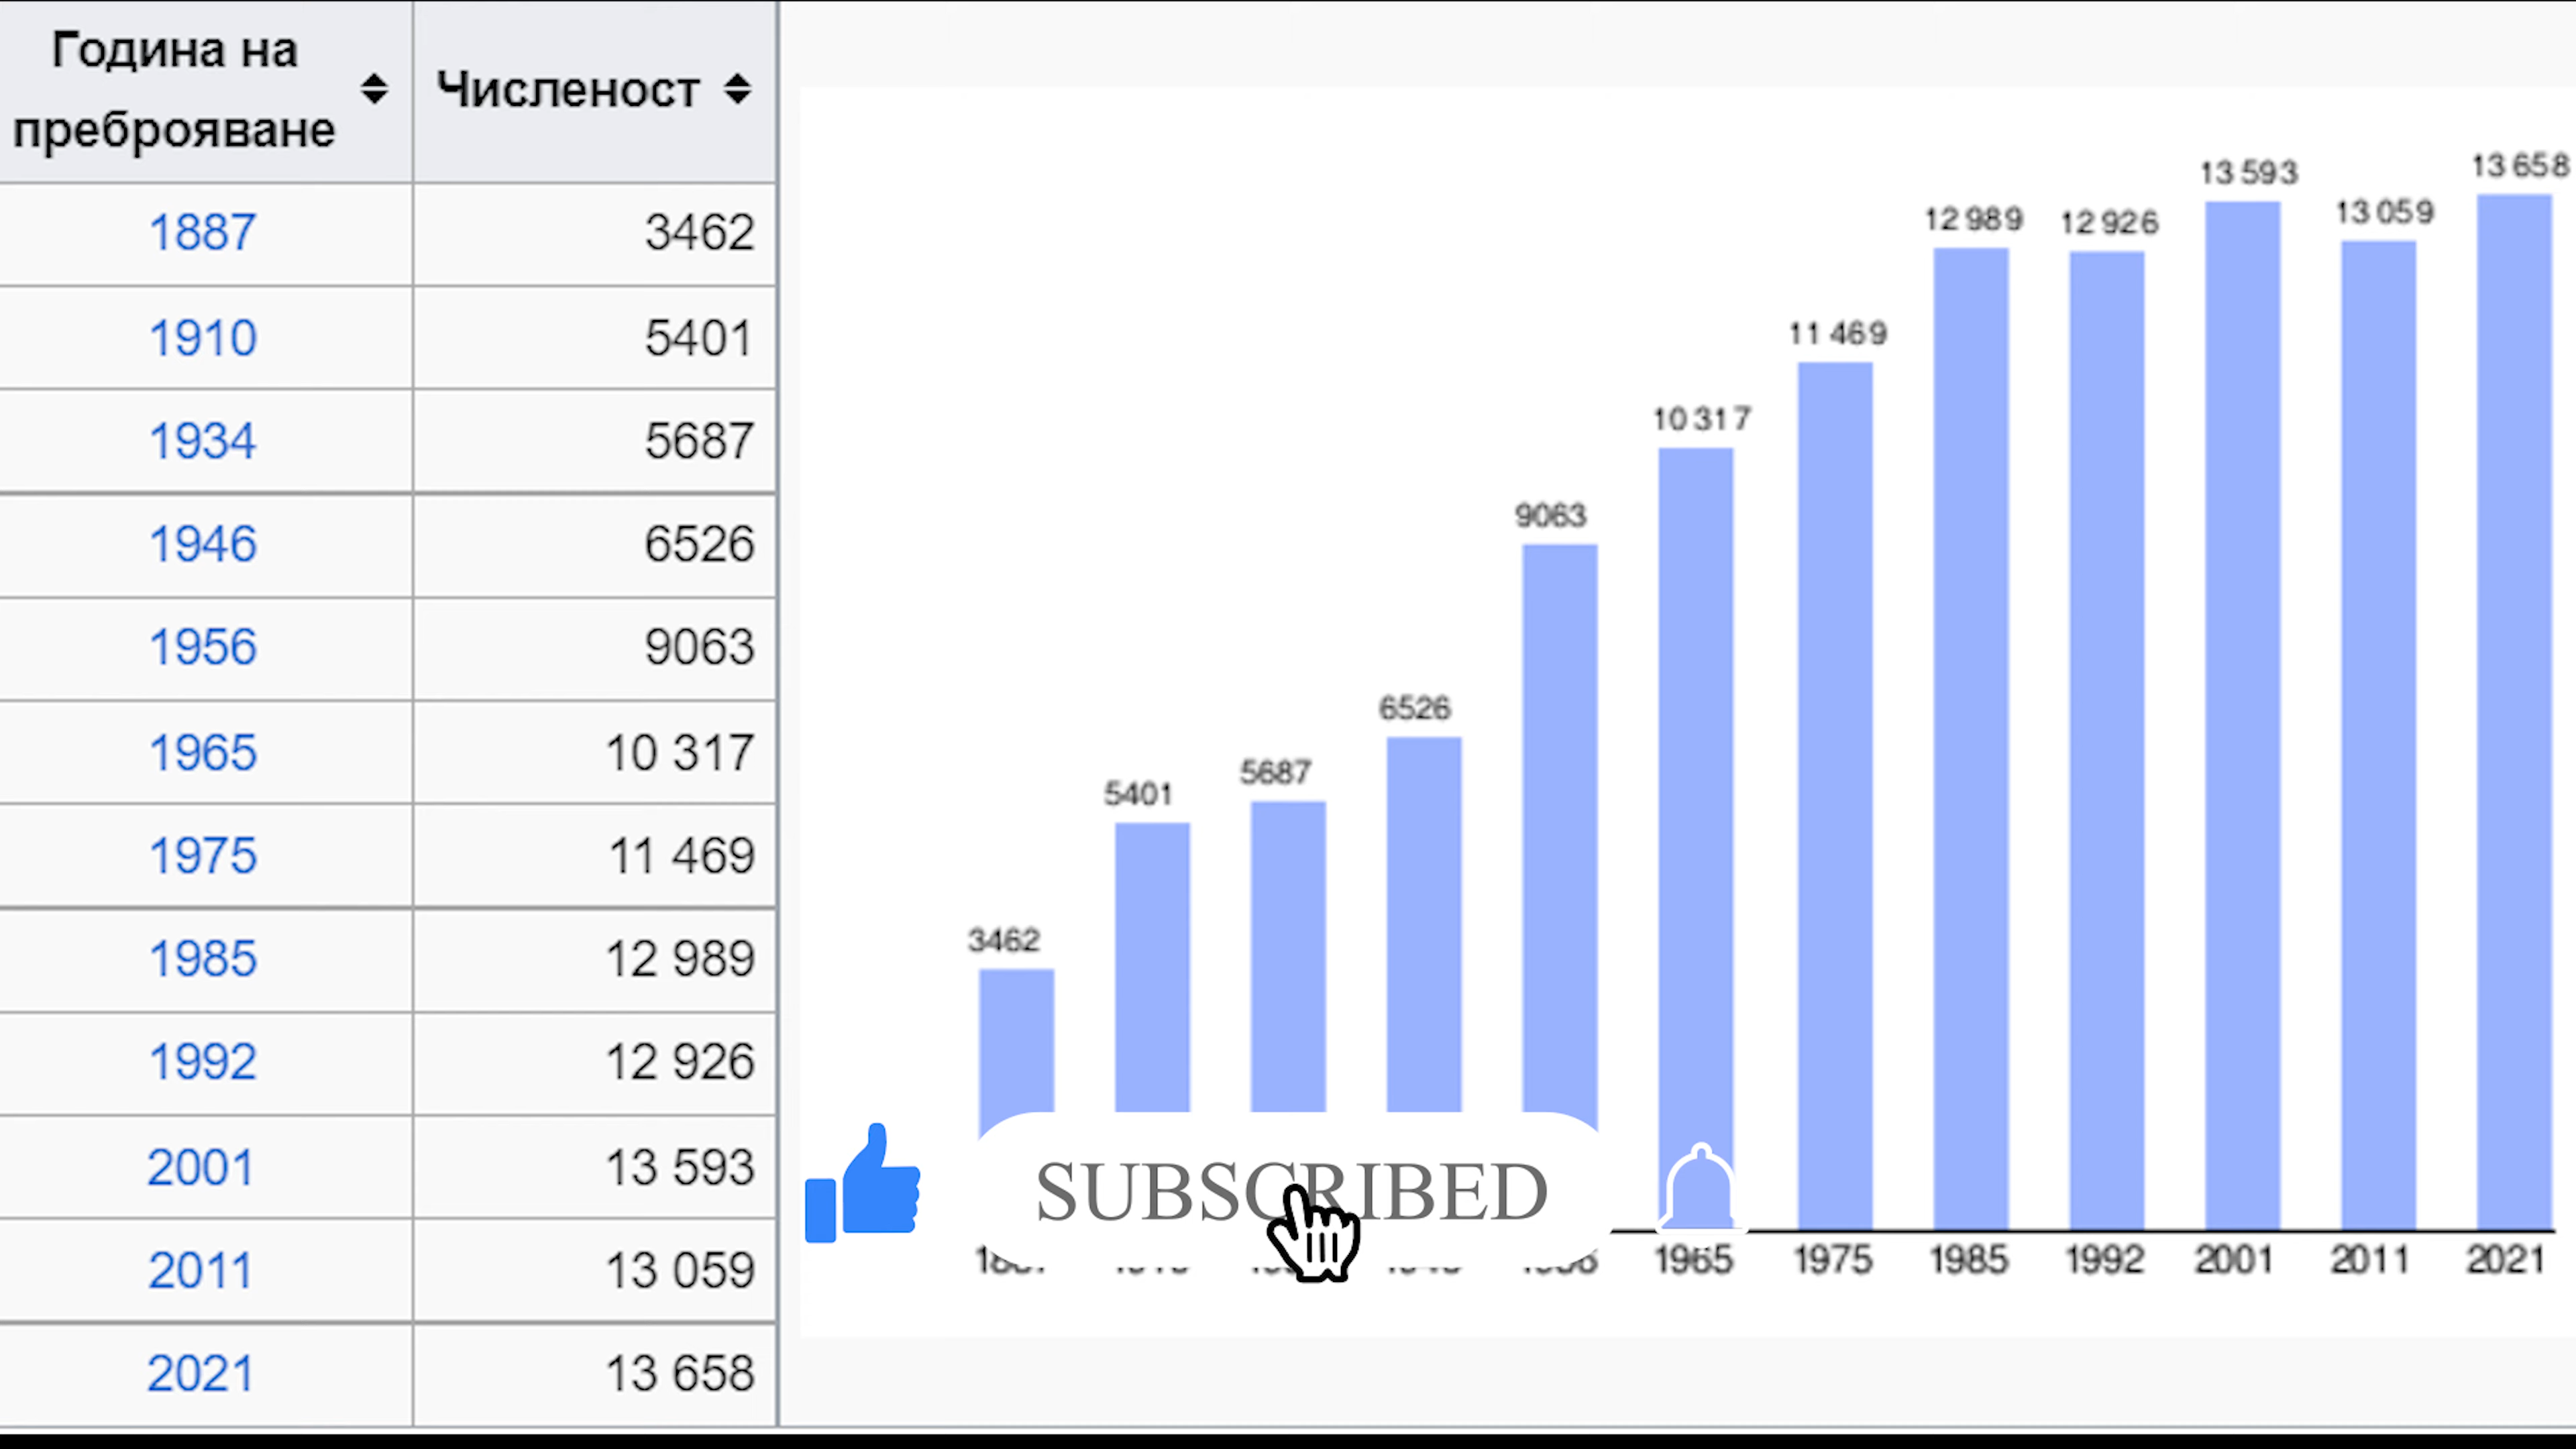 Година на
преброяване
Численост
1887 3462
1910 5401
1934 5687
1946 6526
1956 9063
1965 10 317
1975 11 469
1985 12 989
1992 12 926
2001 13 593
2011 13 059
2021 13 658
3462
5401
5687
6526
9063
10 317
11 469
12 989
12 926
13 593
13 059
13 658
SUBSCRIBED
1965 1975 1985 1992 2001 2011 2021